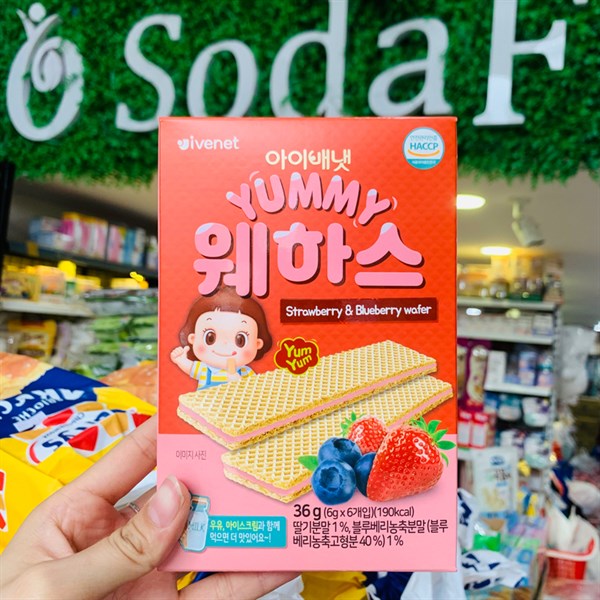 Soda F
ivenet
아이배냇
HACCP
YUMMY
웨하스
Strawberry & Blueberry wafer
Yum
Yum
이미지 사진
36 g (6g x 6개입)(190kcal)
우유, 아이스크림과 함께
먹으면 더 맛있어요~!
딸기분말 1%, 블루베리농축분말 (블루
베리농축고형분 40%) 1%